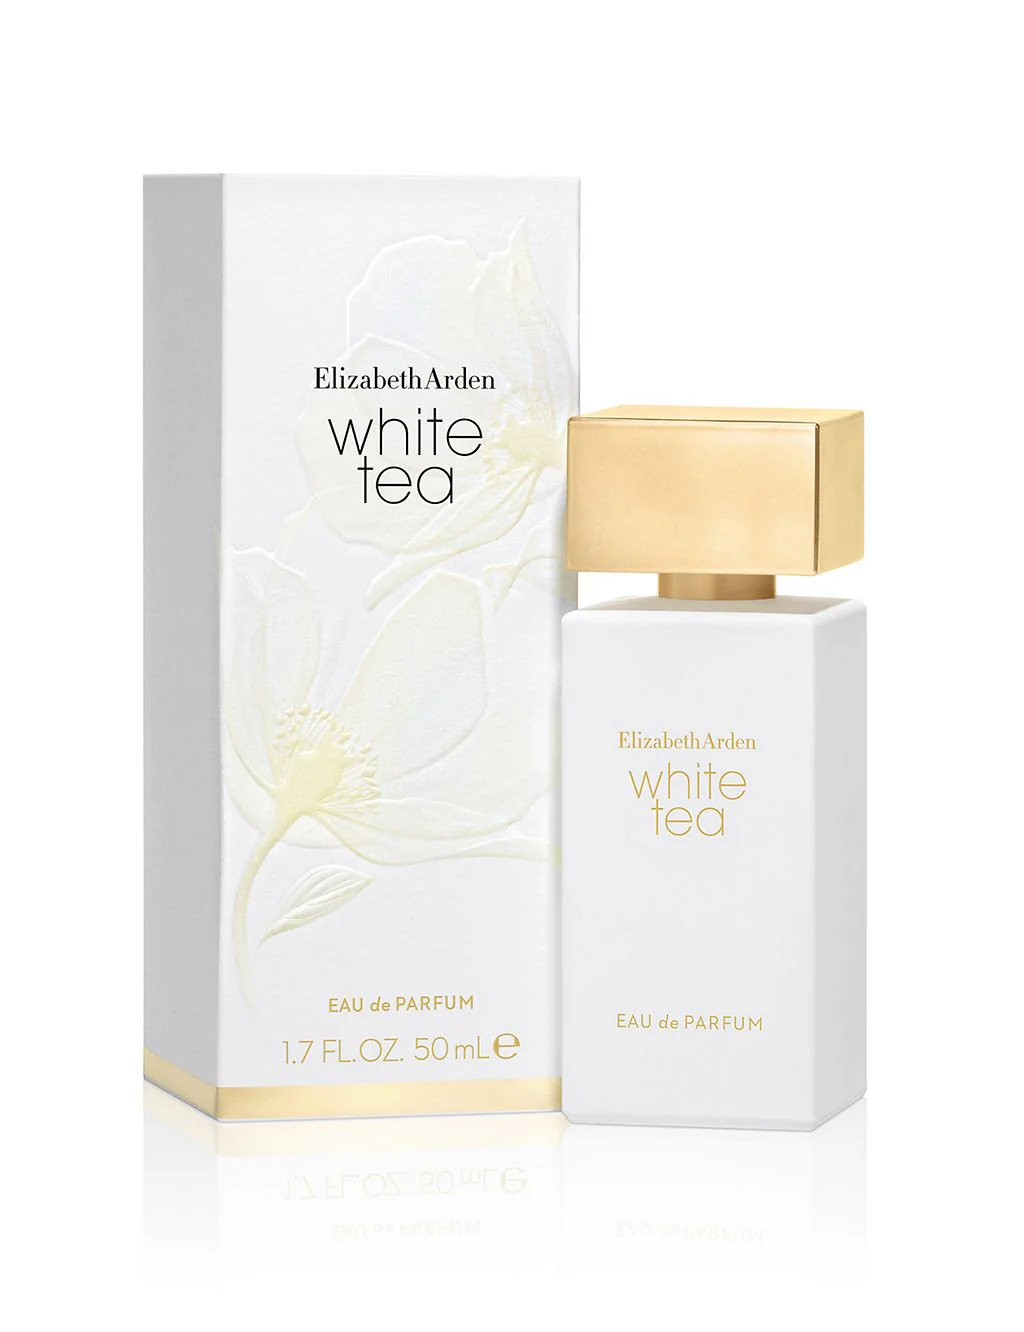 ElizabethArden
white
tea
EAU de PARFUM
1.7 FL.OZ. 50 mL℮
ElizabethArden
white
tea
EAU de PARFUM